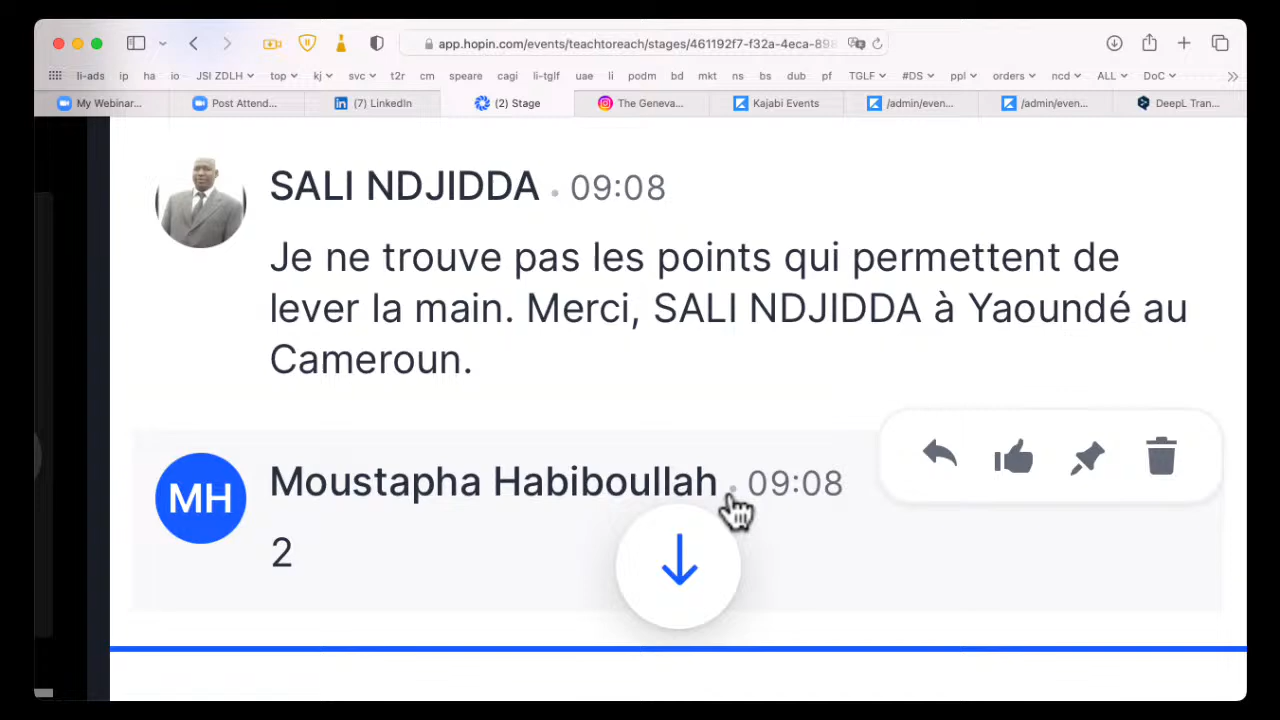 app.hopin.com/events/teachtoreach/stages/461192f7-f32a-4eca-898
li-ads ip ha io JSI ZDLH top kj svc t2r cm speare cagi li-tglf uae li podm bd mkt ns bs dub pf TGLF #DS ppl orders ncd ALL DoC
My Webinar... Post Attend... (7) LinkedIn (2) Stage The Geneva... Kajabi Events /admin/even... /admin/even... DeepL Tran...
SALI NDJIDDA • 09:08
Je ne trouve pas les points qui permettent de
lever la main. Merci, SALI NDJIDDA à Yaoundé au
Cameroun.
MH Moustapha Habiboullah • 09:08
2